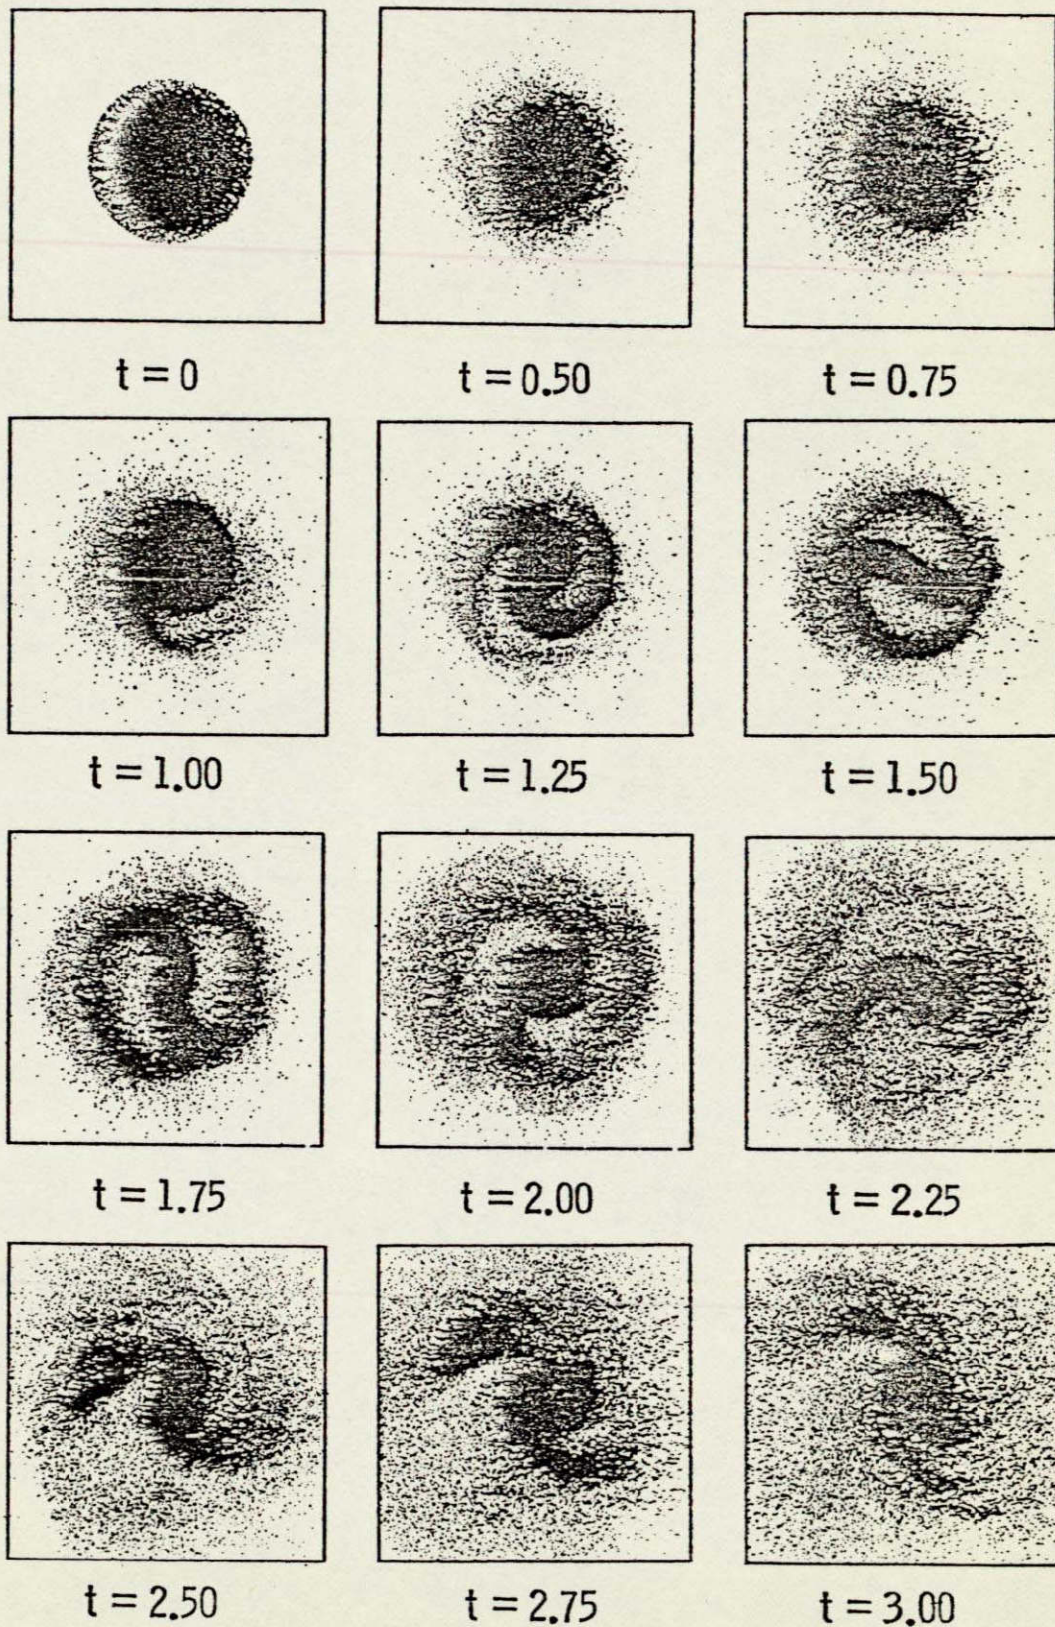 t = 0
t = 0.50
t = 0.75
t = 1.00
t = 1.25
t = 1.50
t = 1.75
t = 2.00
t = 2.25
t = 2.50
t = 2.75
t = 3.00